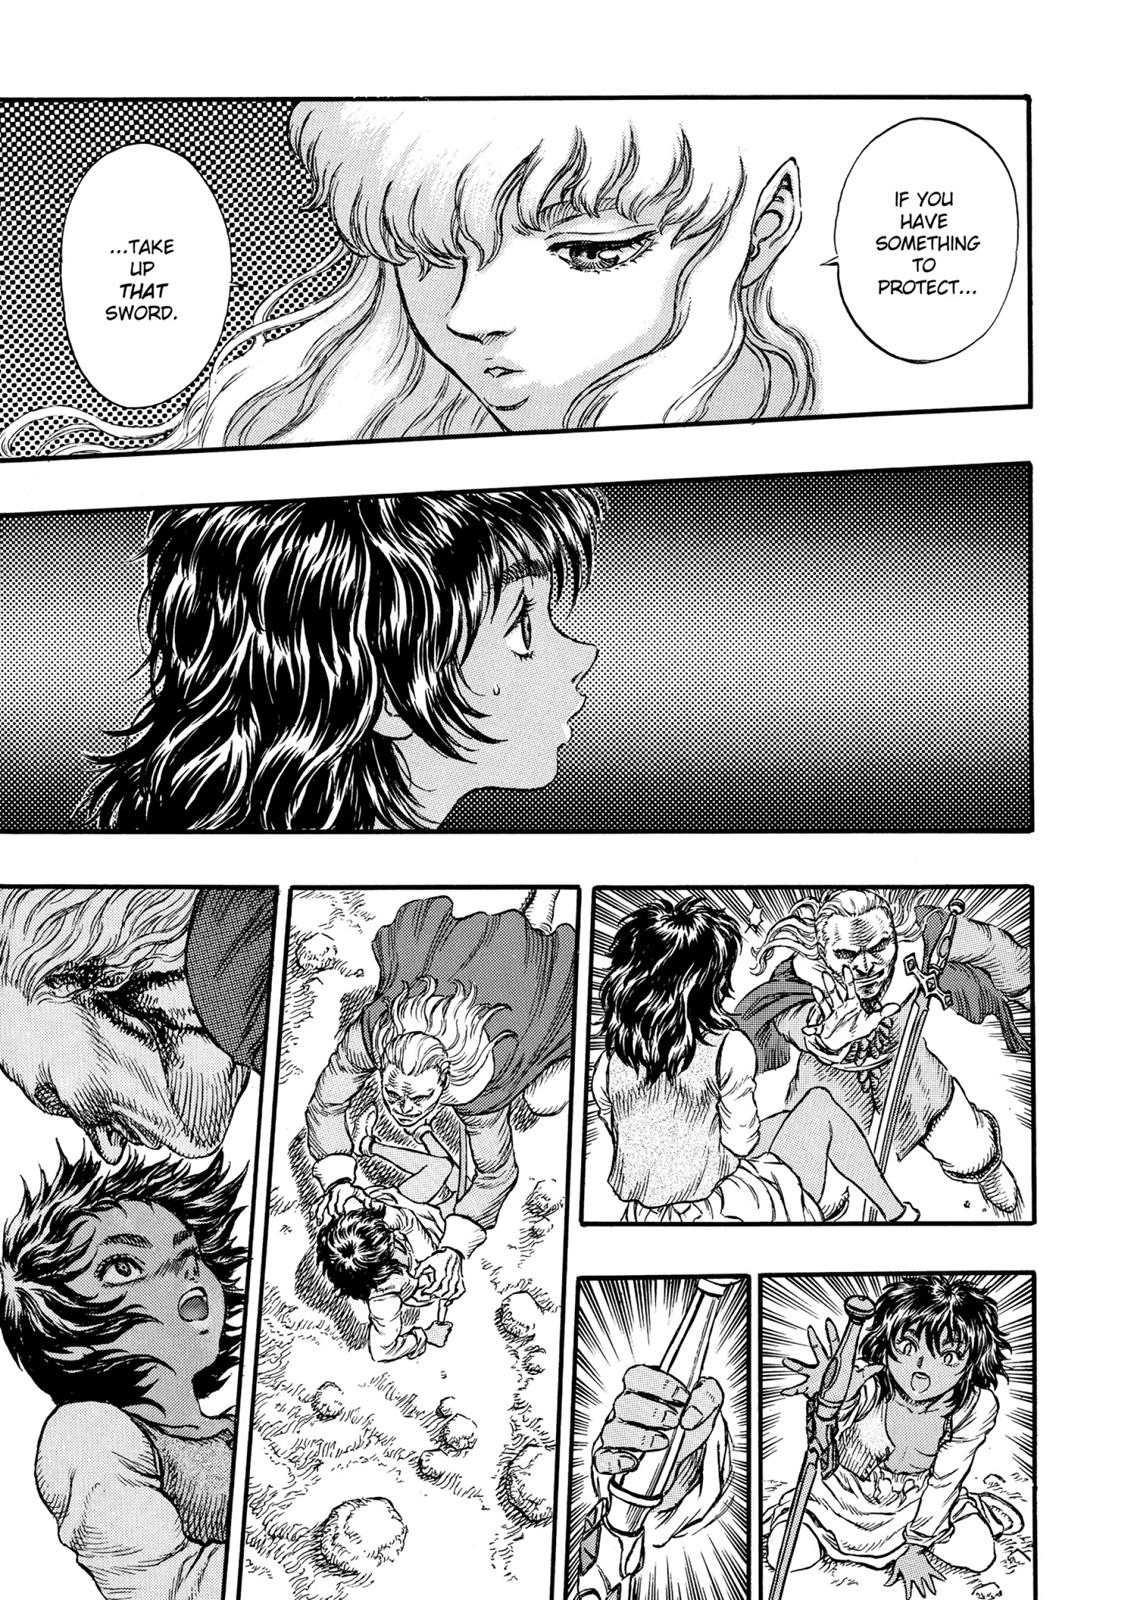 IF YOU
HAVE
SOMETHING
TO
PROTECT...
...TAKE
UP
THAT
SWORD.